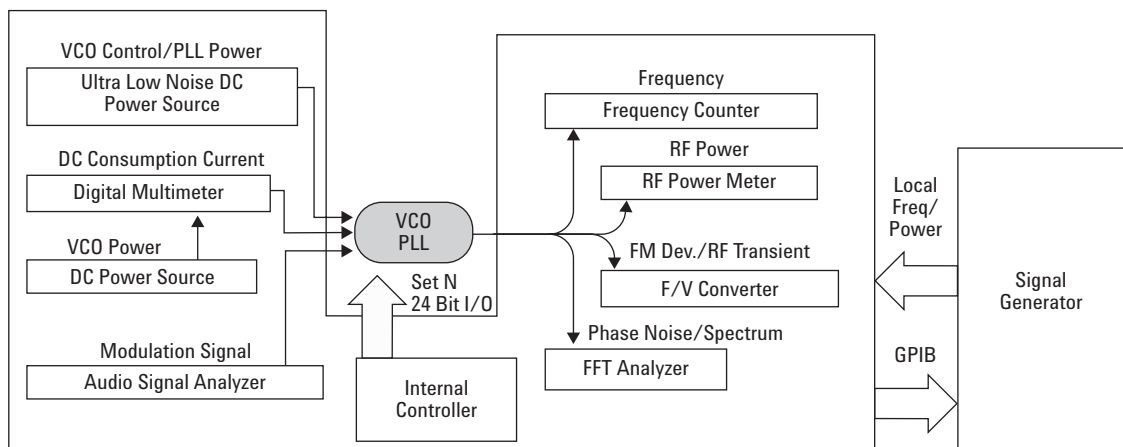 VCO Control/PLL Power
Ultra Low Noise DC
Power Source
DC Consumption Current
Digital Multimeter
VCO Power
DC Power Source
Modulation Signal
Audio Signal Analyzer
VCO
PLL
Set N
24 Bit I/O
Internal
Controller
Frequency
Frequency Counter
RF Power
RF Power Meter
FM Dev./RF Transient
F/V Converter
Phase Noise/Spectrum
FFT Analyzer
Local
Freq/
Power
GPIB
Signal
Generator